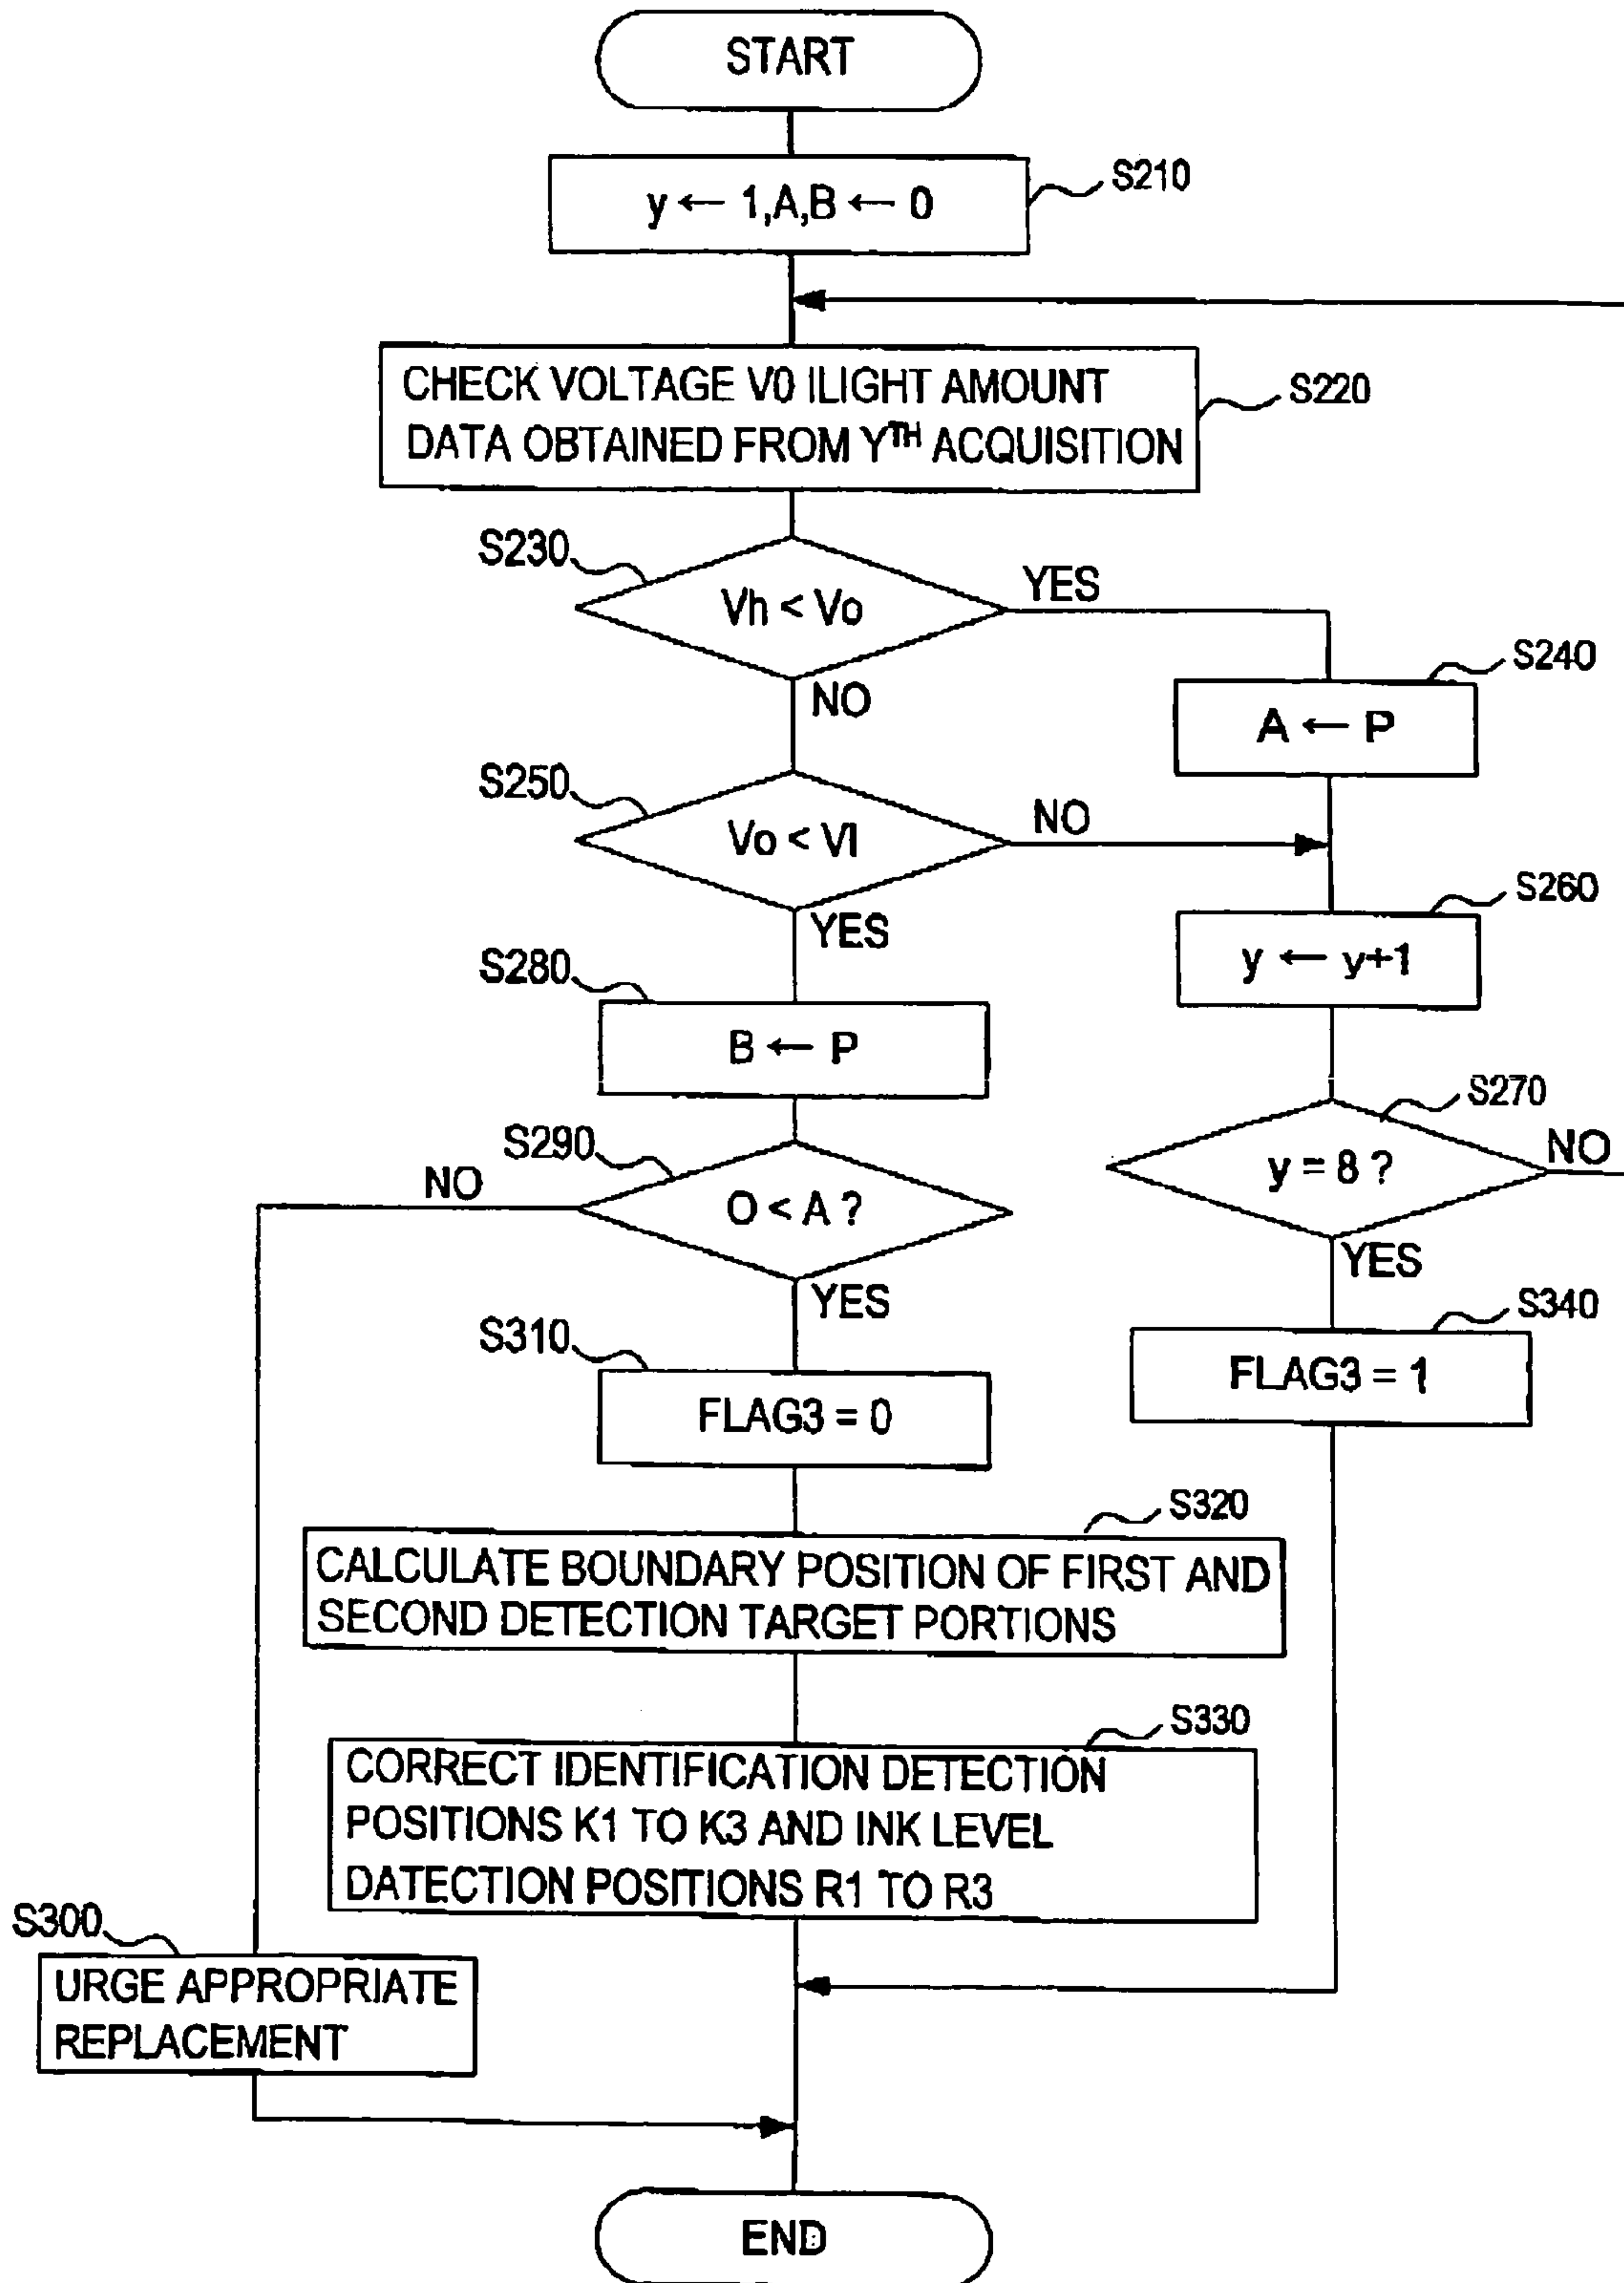 START
y ← 1,A,B ← 0
S210
CHECK VOLTAGE V0 ILIGHT AMOUNT
DATA OBTAINED FROM YTH ACQUISITION
S220
S230
Vh < Vo
YES
NO
S240
A ← P
S250
Vo < Vl
NO
YES
S260
y ← y+1
S280
B ← P
S270
y = 8 ?
NO
YES
S290
O < A ?
NO
YES
S310
FLAG3 = 0
S340
FLAG3 = 1
S320
CALCULATE BOUNDARY POSITION OF FIRST AND
SECOND DETECTION TARGET PORTIONS
S330
CORRECT IDENTIFICATION DETECTION
POSITIONS K1 TO K3 AND INK LEVEL
DATECTION POSITIONS R1 TO R3
S300
URGE APPROPRIATE
REPLACEMENT
END